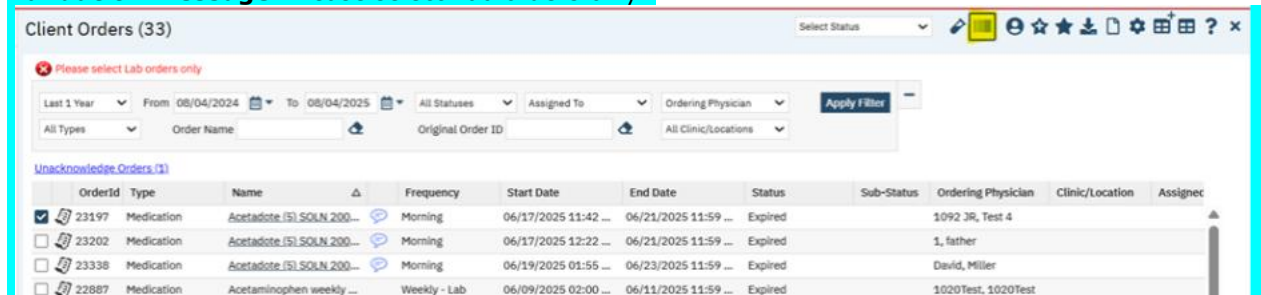 Client Orders (33) Select Status ?
Please select Lab orders only
Last 1 Year From 08/04/2024 To 08/04/2025 All Statuses Assigned To Ordering Physician Apply Filter
All Types Order Name Original Order ID All Clinic/Locations
Unacknowledge Orders (1)
OrderId Type Name Frequency Start Date End Date Status Sub-Status Ordering Physician Clinic/Location Assigned
23197 Medication Acetadote (5) SOLN 200... Morning 06/17/2025 11:42 ... 06/21/2025 11:59 ... Expired 1092 JR, Test 4
23202 Medication Acetadote (5) SOLN 200... Morning 06/17/2025 12:22 ... 06/21/2025 11:59 ... Expired 1, father
23338 Medication Acetadote (5) SOLN 200... Morning 06/19/2025 01:55 ... 06/23/2025 11:59 ... Expired David, Miller
22887 Medication Acetaminophen weekly ... Weekly - Lab 06/09/2025 02:00 ... 06/11/2025 11:59 ... Expired 1020Test, 1020Test